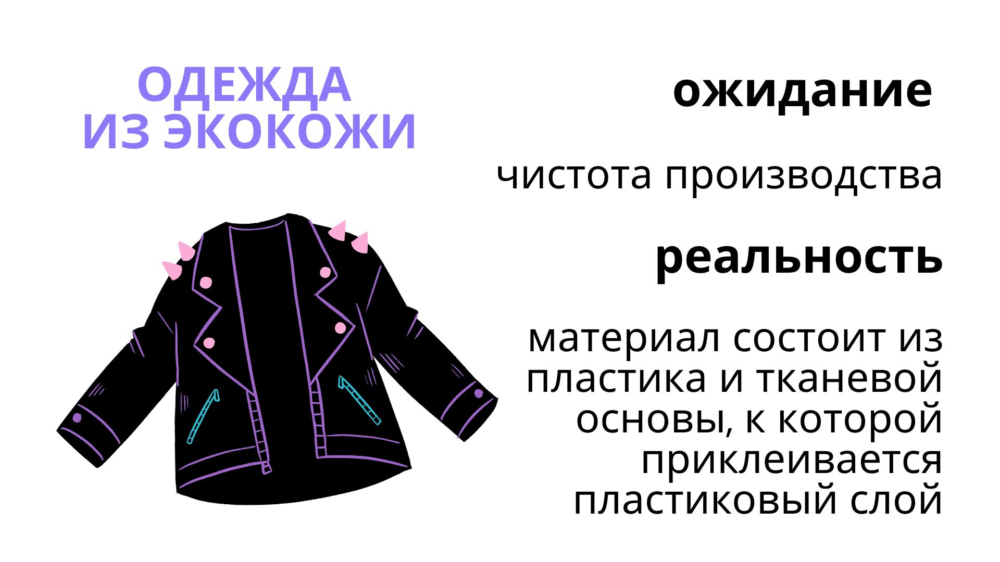 ОДЕЖДА
ИЗ ЭКОКОЖИ
ожидание
чистота производства
реальность
материал состоит из
пластика и тканевой
основы, к которой
приклеивается
пластиковый слой